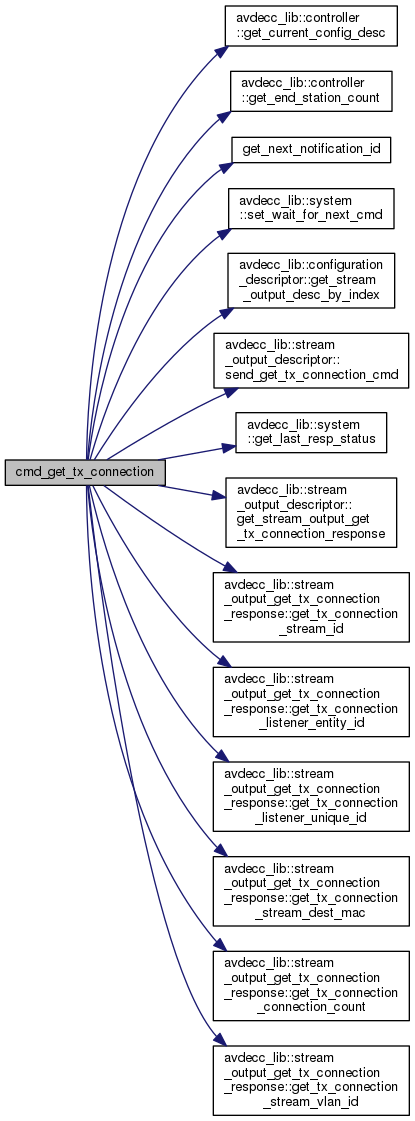 avdecc_lib::controller
::get_current_config_desc
avdecc_lib::controller
::get_end_station_count
get_next_notification_id
avdecc_lib::system
::set_wait_for_next_cmd
avdecc_lib::configuration
_descriptor::get_stream
_output_desc_by_index
avdecc_lib::stream
_output_descriptor::
send_get_tx_connection_cmd
avdecc_lib::system
::get_last_resp_status
cmd_get_tx_connection
avdecc_lib::stream
_output_descriptor::
get_stream_output_get
_tx_connection_response
avdecc_lib::stream
_output_get_tx_connection
_response::get_tx_connection
_stream_id
avdecc_lib::stream
_output_get_tx_connection
_response::get_tx_connection
_listener_entity_id
avdecc_lib::stream
_output_get_tx_connection
_response::get_tx_connection
_listener_unique_id
avdecc_lib::stream
_output_get_tx_connection
_response::get_tx_connection
_stream_dest_mac
avdecc_lib::stream
_output_get_tx_connection
_response::get_tx_connection
_connection_count
avdecc_lib::stream
_output_get_tx_connection
_response::get_tx_connection
_stream_vlan_id